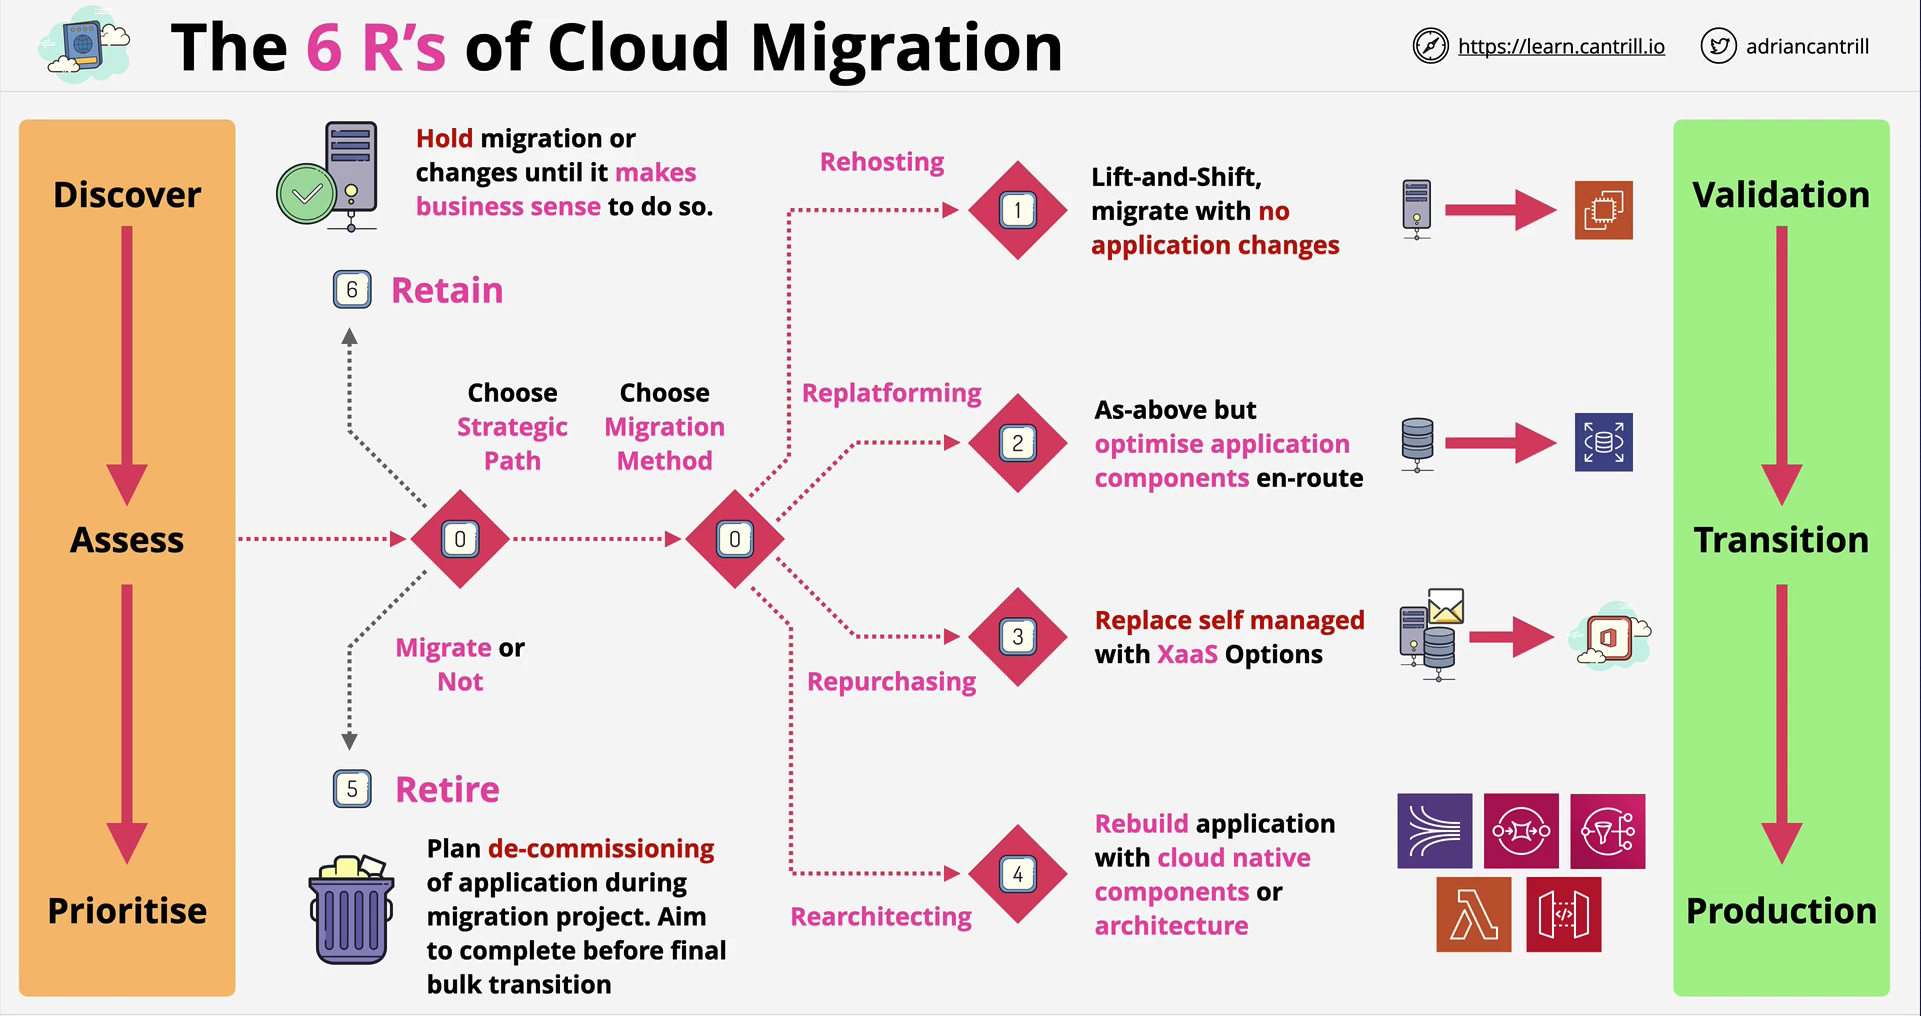 The 6 R's of Cloud Migration
https://learn.cantrill.io
adriancantrill
Discover
Assess
Prioritise
Hold migration or
changes until it makes
business sense to do so.
6
Retain
Choose
Strategic
Path
Choose
Migration
Method
0
0
Migrate or
Not
5
Retire
Plan de-commissioning
of application during
migration project. Aim
to complete before final
bulk transition
Rehosting
1
Lift-and-Shift,
migrate with no
application changes
Replatforming
2
As-above but
optimise application
components en-route
Repurchasing
3
Replace self managed
with XaaS Options
Rearchitecting
4
Rebuild application
with cloud native
components or
architecture
</>
Validation
Transition
Production